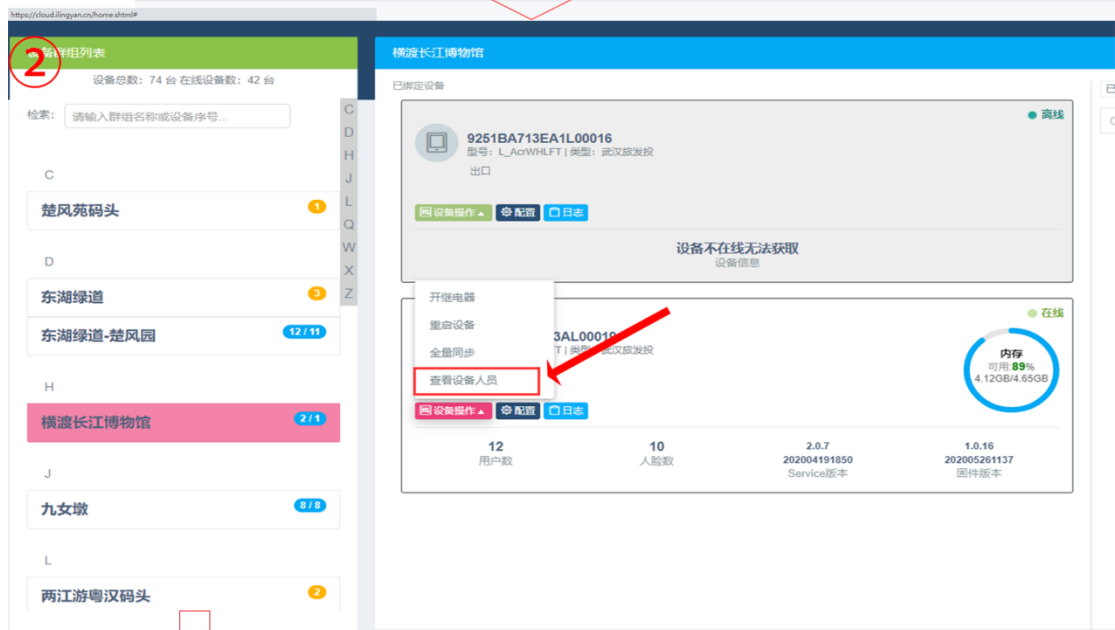 https://cloud.ilingyan.cn/home.shtml#
②
设备群组列表
设备总数：74 台 在线设备数：42 台
检索：
请输入群组名称或设备序号...
C
D
H
J
L
Q
W
X
Z
C
楚风苑码头
1
D
东湖绿道
3
东湖绿道-楚风园
12 / 11
H
横渡长江博物馆
2 / 1
J
九女墩
8 / 8
L
两江游粤汉码头
2
横渡长江博物馆
已绑定设备
离线
9251BA713EA1L00016
型号：L_AcrWHLFT | 类型：武汉旅发投
出口
设备操作
配置
日志
设备不在线无法获取
设备信息
开继电器
重启设备
全量同步
查看设备人员
在线
T | 类型：武汉旅发投
内存
可用:89%
4.12GB/4.65GB
设备操作
配置
日志
12
用户数
10
人脸数
2.0.7
202004191850
Service版本
1.0.16
202005261137
固件版本